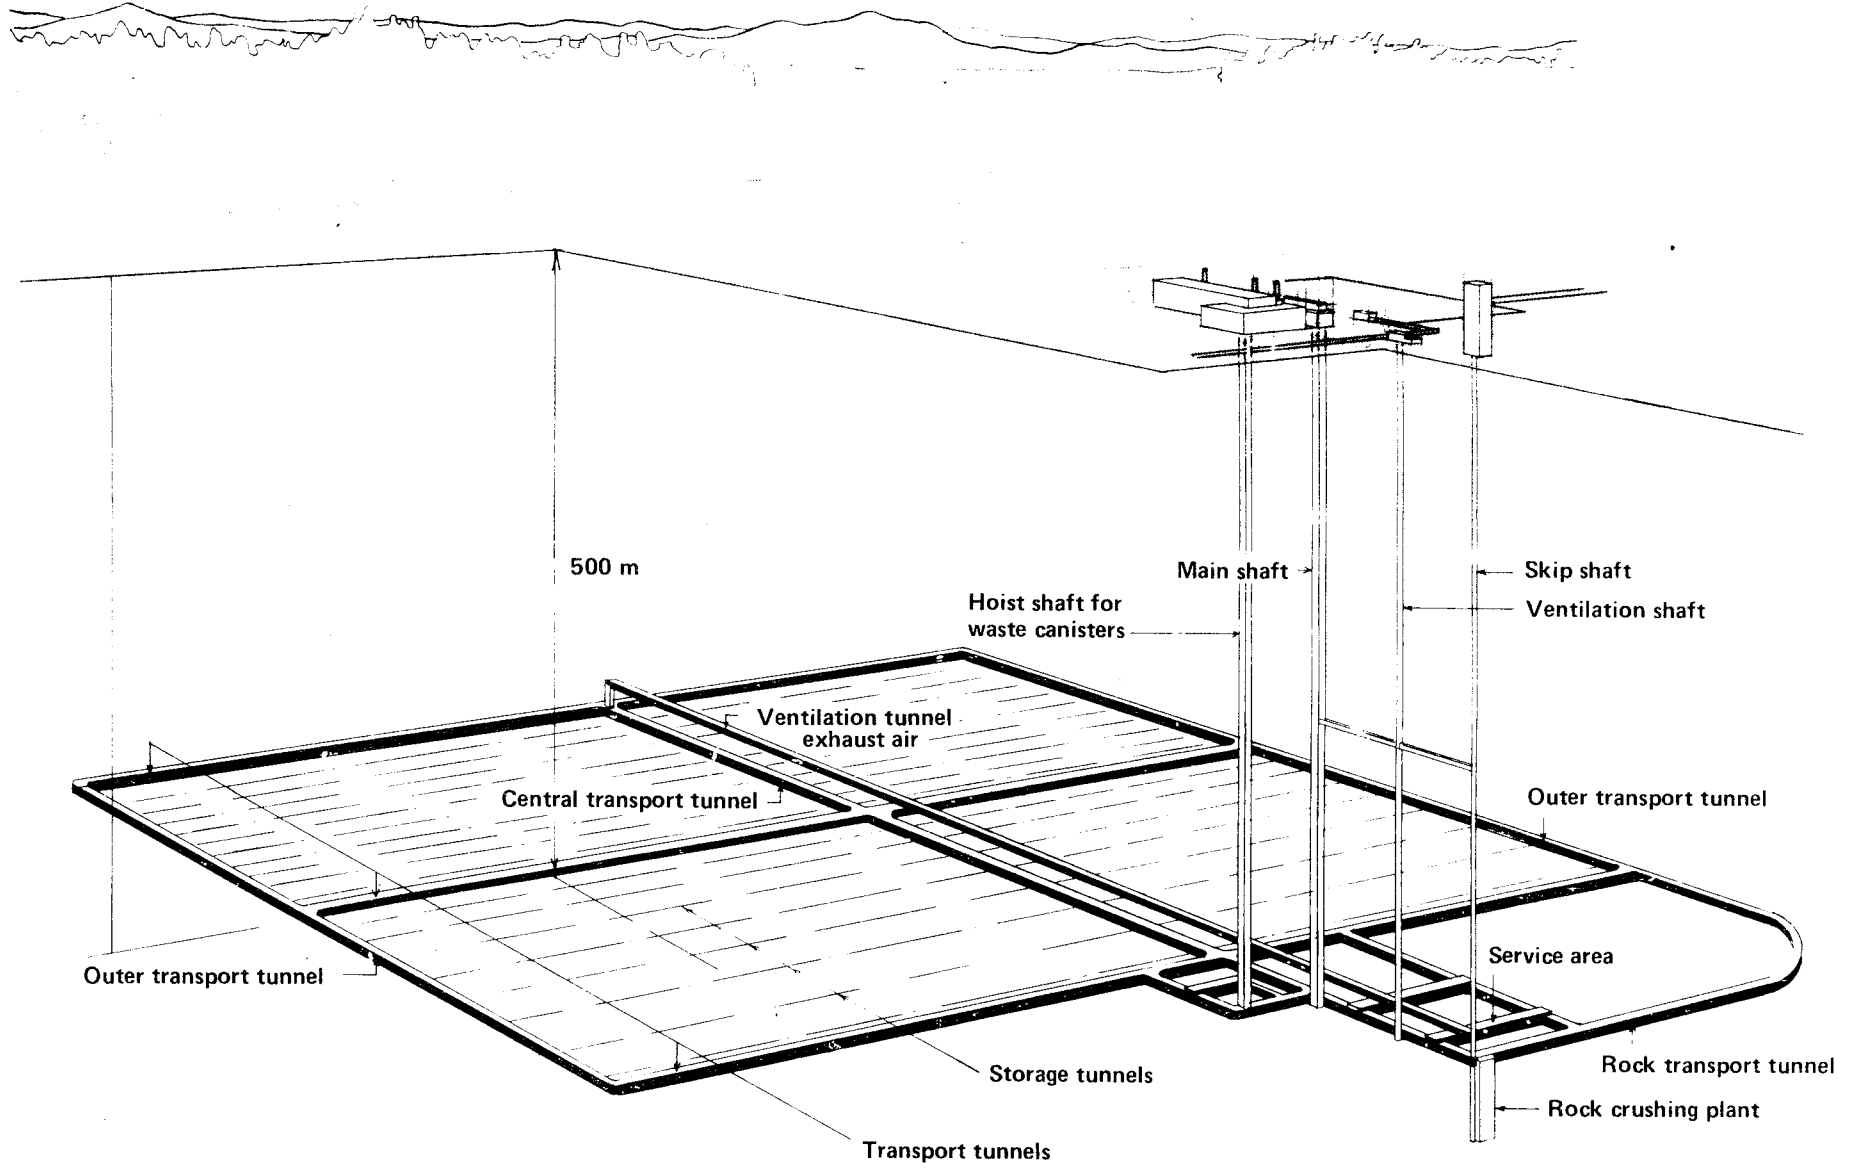 500 m
Main shaft
Skip shaft
Hoist shaft for
waste canisters
Ventilation shaft
Ventilation tunnel
exhaust air
Central transport tunnel
Outer transport tunnel
Service area
Outer transport tunnel
Rock transport tunnel
Storage tunnels
Rock crushing plant
Transport tunnels